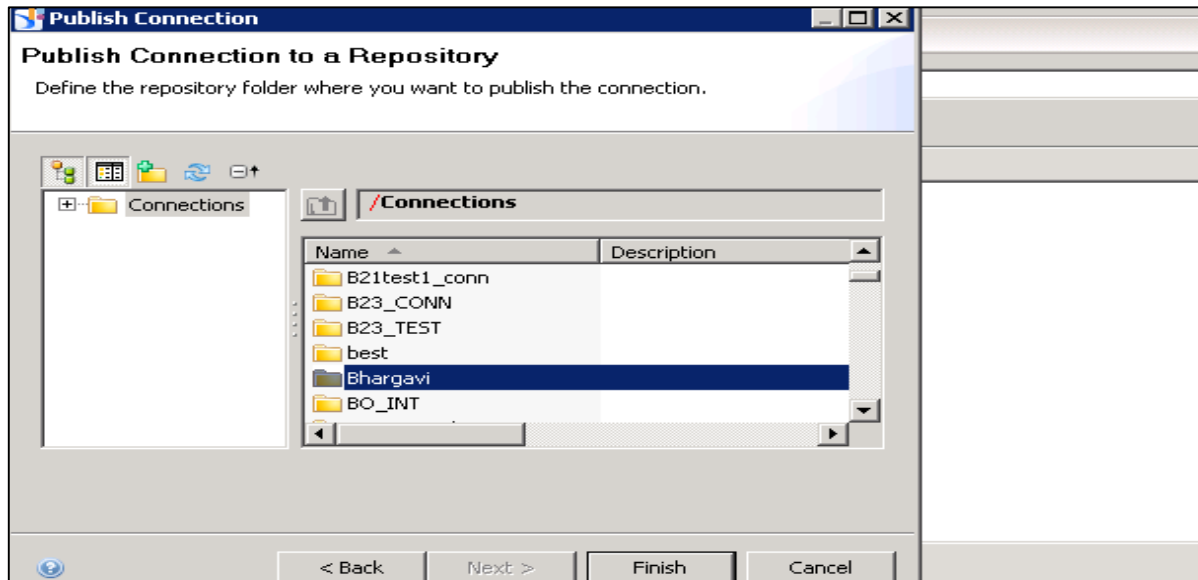 Publish Connection
Publish Connection to a Repository
Define the repository folder where you want to publish the connection.
Connections
/Connections
Name Description
B21test1_conn
B23_CONN
B23_TEST
best
Bhargavi
BO_INT
< Back Next > Finish Cancel